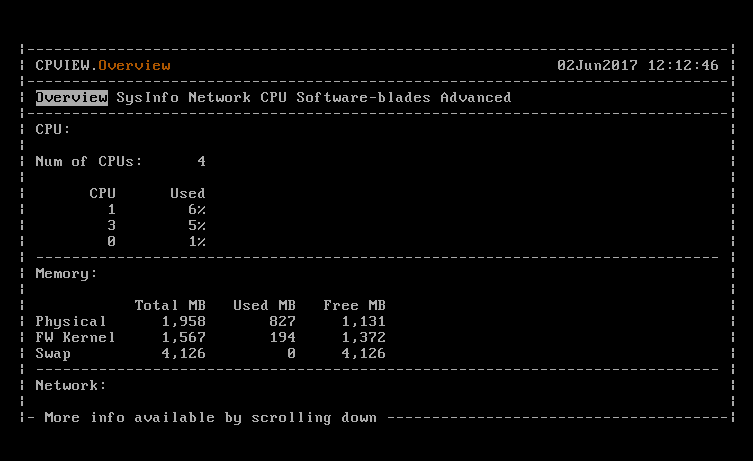 CPVIEW.Overview 02Jun2017 12:12:46
Overview SysInfo Network CPU Software-blades Advanced
CPU:
Num of CPUs: 4
CPU Used
1 6%
3 5%
0 1%
Memory:
Total MB Used MB Free MB
Physical 1,958 827 1,131
FW Kernel 1,567 194 1,372
Swap 4,126 0 4,126
Network:
- More info available by scrolling down